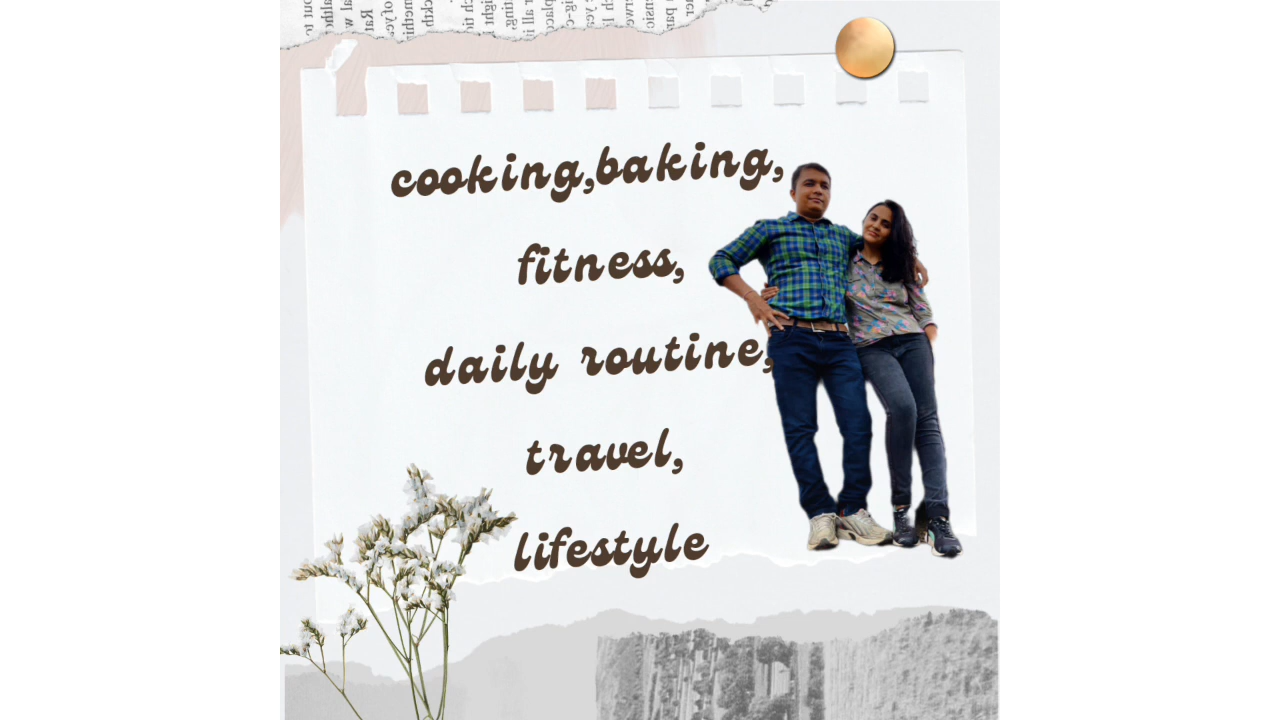 cooking,baking,
fitness,
daily routine,
travel,
lifestyle